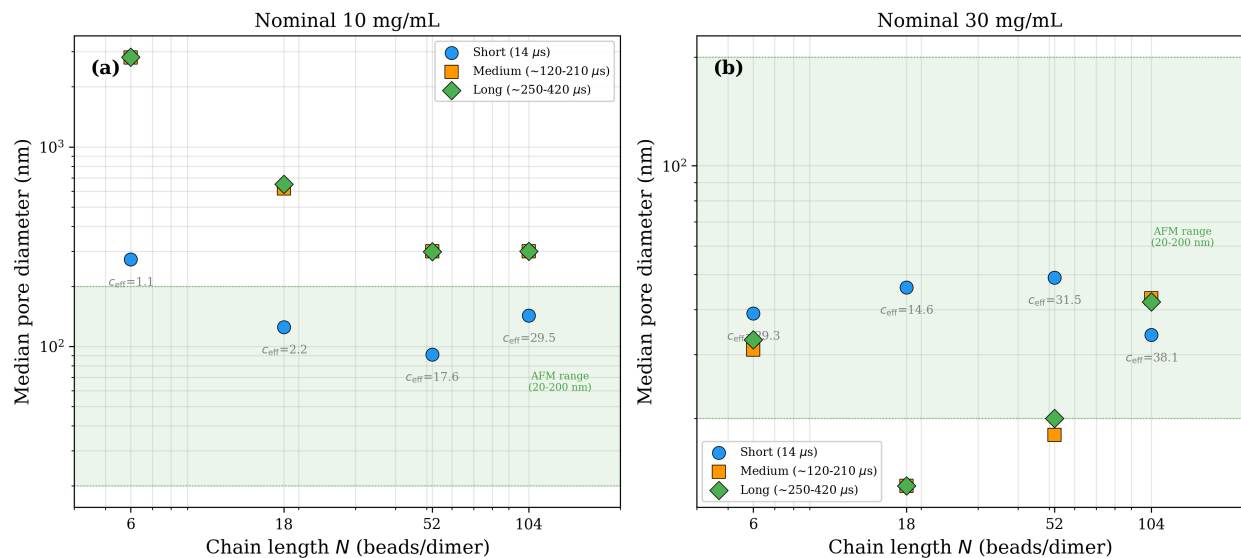 Nominal 10 mg/mL
(a)
Short (14 μs)
Medium (~120-210 μs)
Long (~250-420 μs)
10³
10²
Median pore diameter (nm)
c_eff=1.1
c_eff=2.2
c_eff=17.6
c_eff=29.5
AFM range
(20-200 nm)
6
18
52
104
Chain length N (beads/dimer)
Nominal 30 mg/mL
(b)
10²
Median pore diameter (nm)
AFM range
(20-200 nm)
c_eff=29.3
c_eff=14.6
c_eff=31.5
c_eff=38.1
Short (14 μs)
Medium (~120-210 μs)
Long (~250-420 μs)
6
18
52
104
Chain length N (beads/dimer)